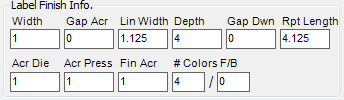 Label Finish Info.
Width Gap Acr Lin Width Depth Gap Dwn Rpt Length
1 0 1.125 4 0 4.125
Acr Die Acr Press Fin Acr # Colors F/B
1 1 1 4 / 0